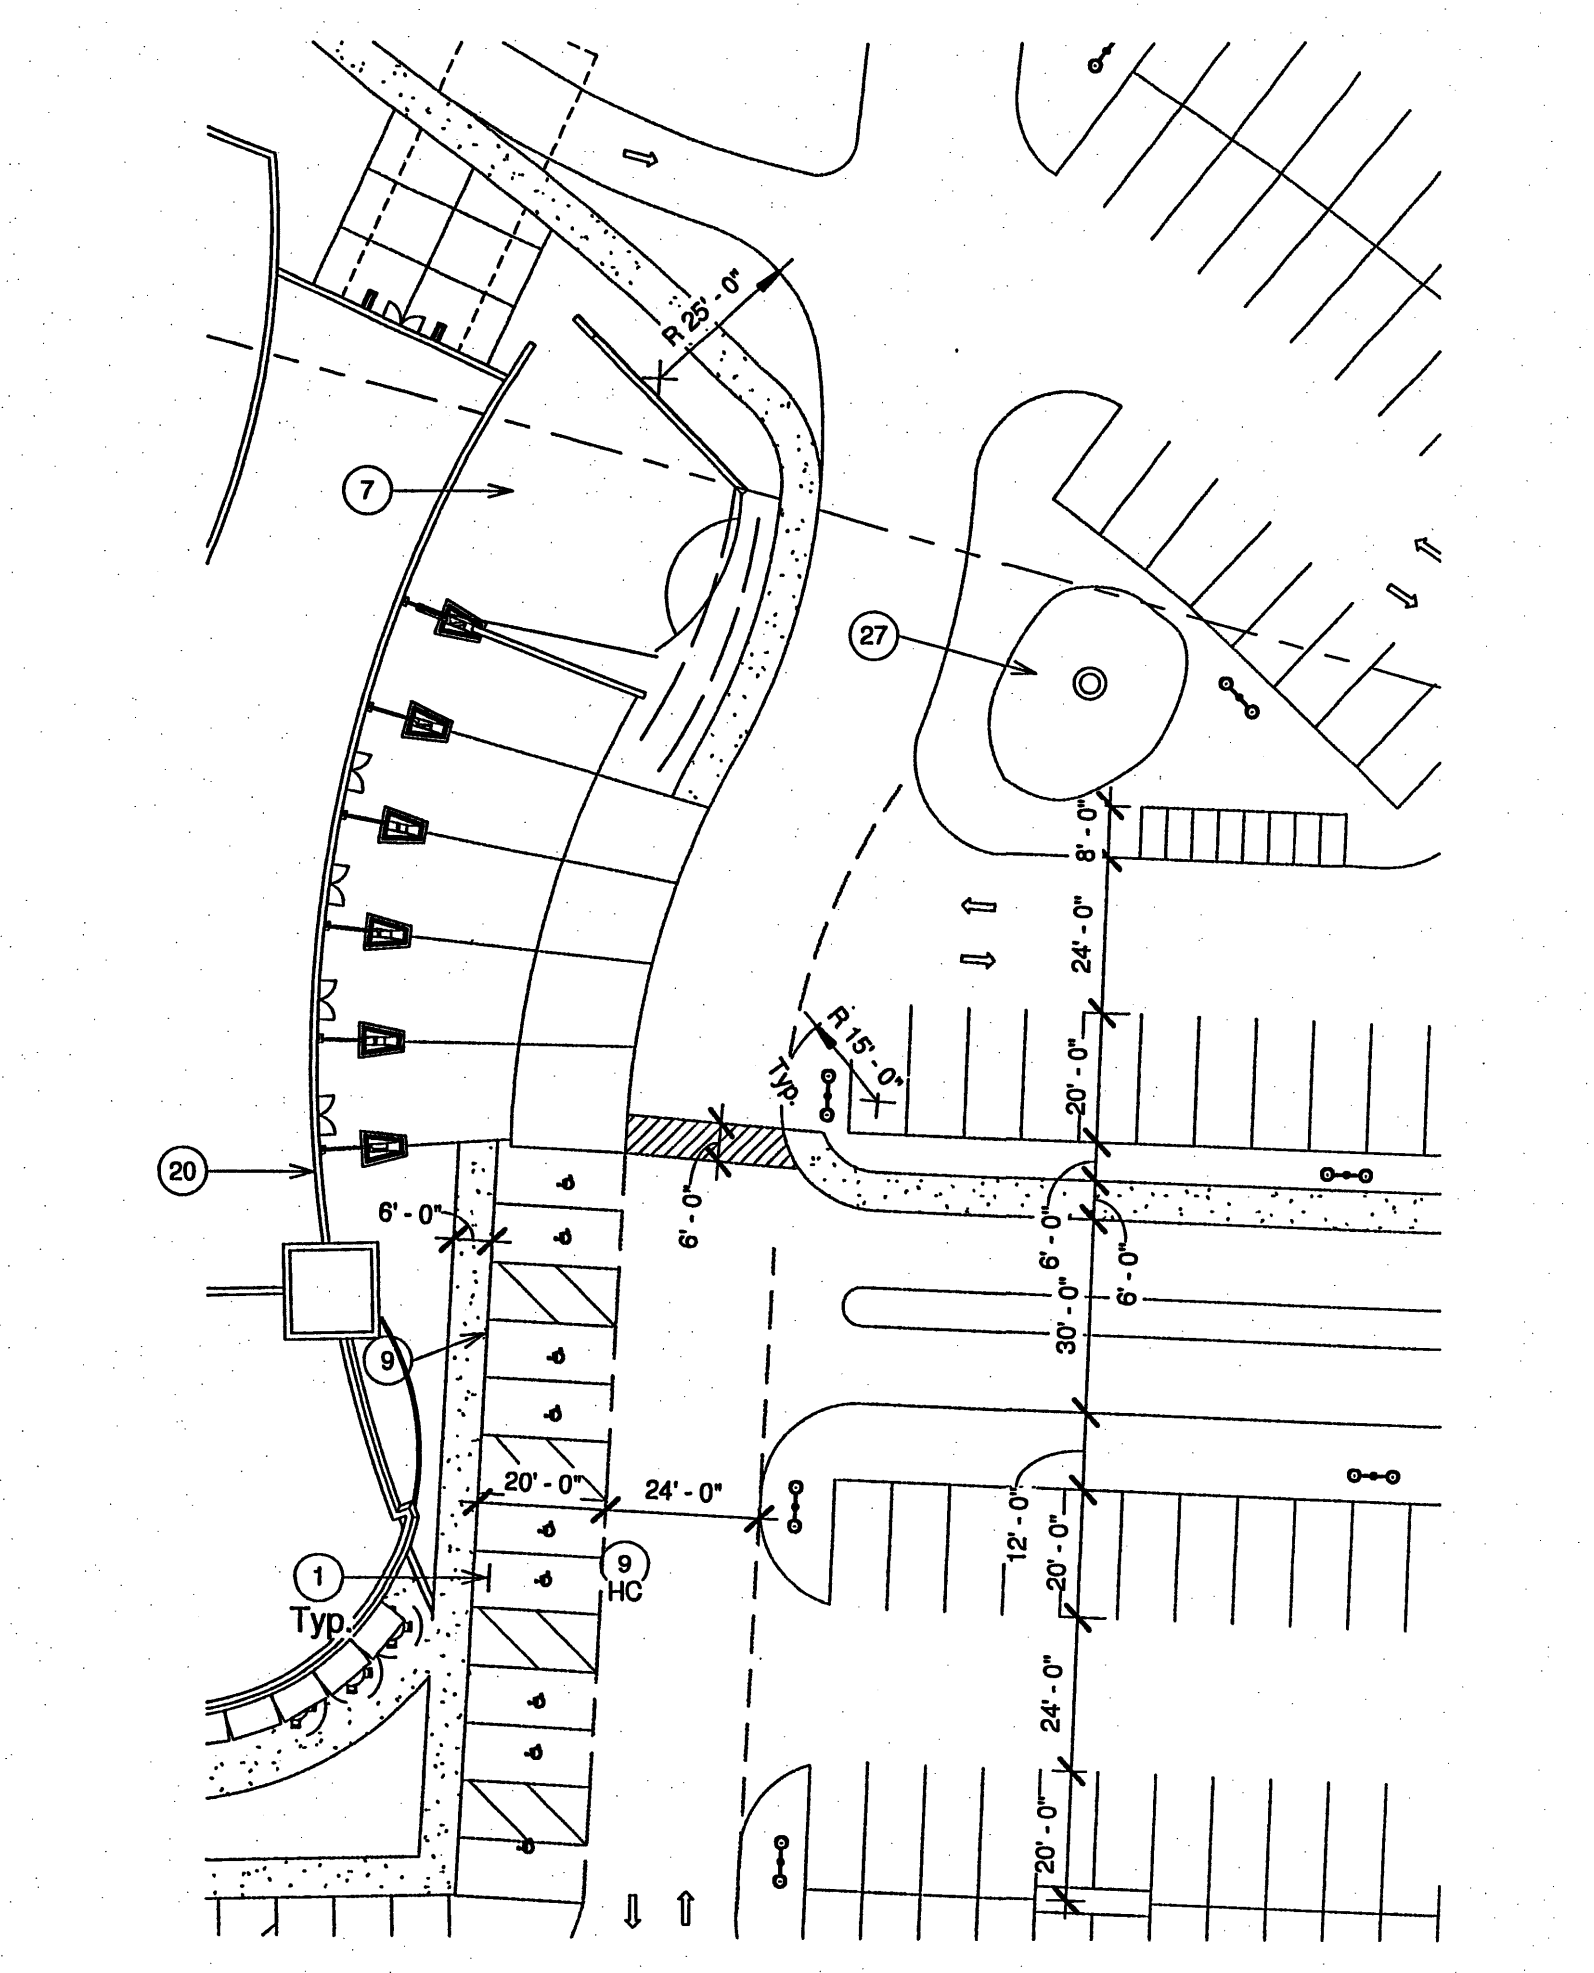 R 25' - 0"
7
27
8' - 0"
24' - 0"
R 15' - 0"
Typ.
20' - 0"
20
6' - 0"
6' - 0"
6' - 0"
6' - 0"
30' - 0"
9
20' - 0"
24' - 0"
12' - 0"
20' - 0"
1
Typ.
9
HC
24' - 0"
20' - 0"